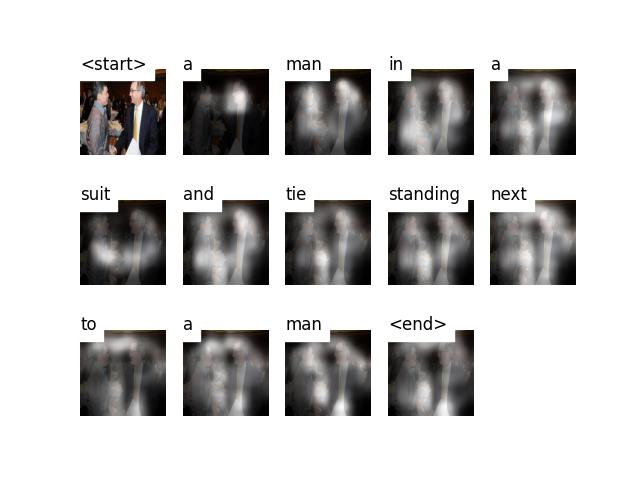 <start> a man in a
suit and tie standing next
to a man <end>